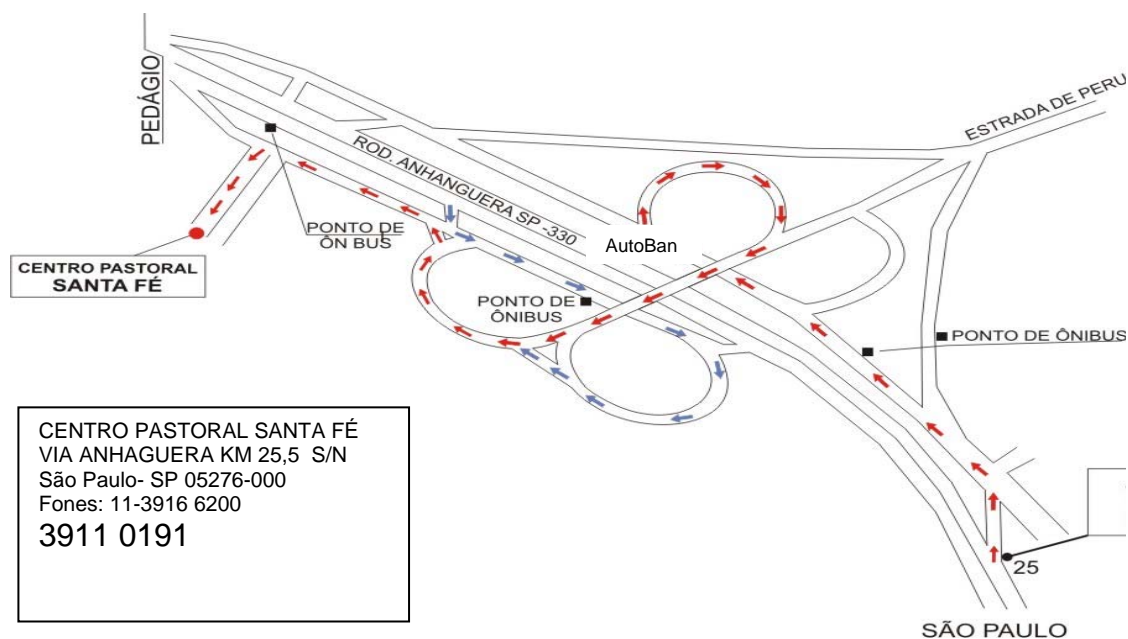 PEDÁGIO
ESTRADA DE PERU
ROD. ANHANGUERA SP -330
AutoBan
PONTO DE
ÔN BUS
CENTRO PASTORAL
SANTA FÉ
PONTO DE
ÔNIBUS
PONTO DE ÔNIBUS
CENTRO PASTORAL SANTA FÉ
VIA ANHAGUERA KM 25,5 S/N
São Paulo- SP 05276-000
Fones: 11-3916 6200
3911 0191
25
SÃO PAULO